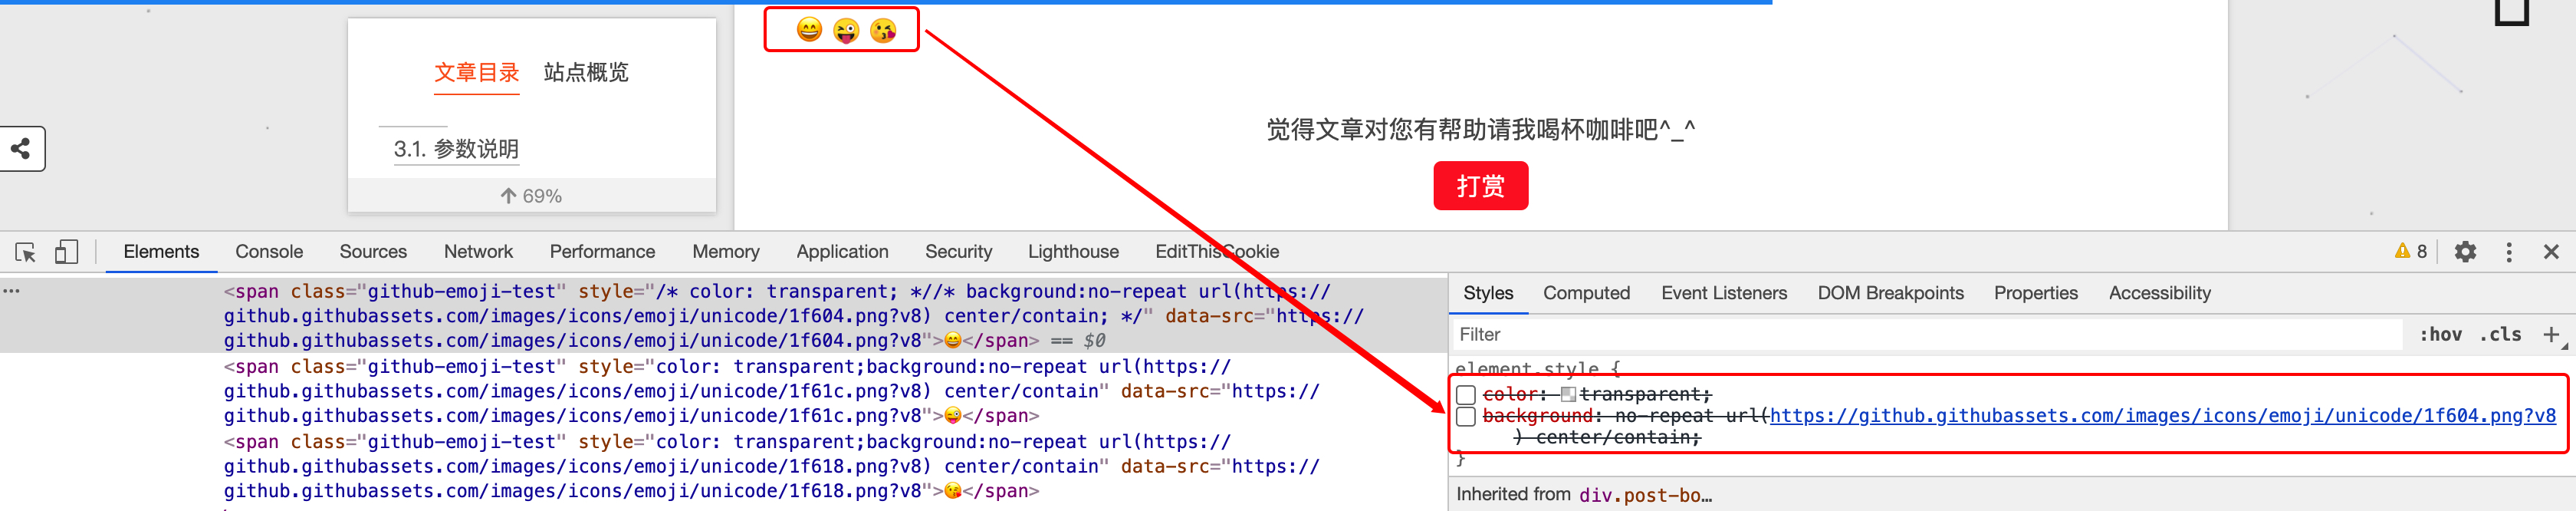 😄 😜 😘
文章目录 站点概览
3.1. 参数说明
69%
觉得文章对您有帮助请我喝杯咖啡吧^_^
打赏
Elements Console Sources Network Performance Memory Application Security Lighthouse EditThisCookie 8
<span class="github-emoji-test" style="/* color: transparent; *//* background:no-repeat url(https://
github.githubassets.com/images/icons/emoji/unicode/1f604.png?v8) center/contain; */" data-src="https://
github.githubassets.com/images/icons/emoji/unicode/1f604.png?v8">😄</span> == $0
<span class="github-emoji-test" style="color: transparent;background:no-repeat url(https://
github.githubassets.com/images/icons/emoji/unicode/1f61c.png?v8) center/contain" data-src="https://
github.githubassets.com/images/icons/emoji/unicode/1f61c.png?v8">😜</span>
<span class="github-emoji-test" style="color: transparent;background:no-repeat url(https://
github.githubassets.com/images/icons/emoji/unicode/1f618.png?v8) center/contain" data-src="https://
github.githubassets.com/images/icons/emoji/unicode/1f618.png?v8">😘</span>
Styles Computed Event Listeners DOM Breakpoints Properties Accessibility
Filter :hov .cls +
element.style {
color: transparent;
background: no-repeat url(https://github.githubassets.com/images/icons/emoji/unicode/1f604.png?v8
) center/contain;
}
Inherited from div.post-bo…